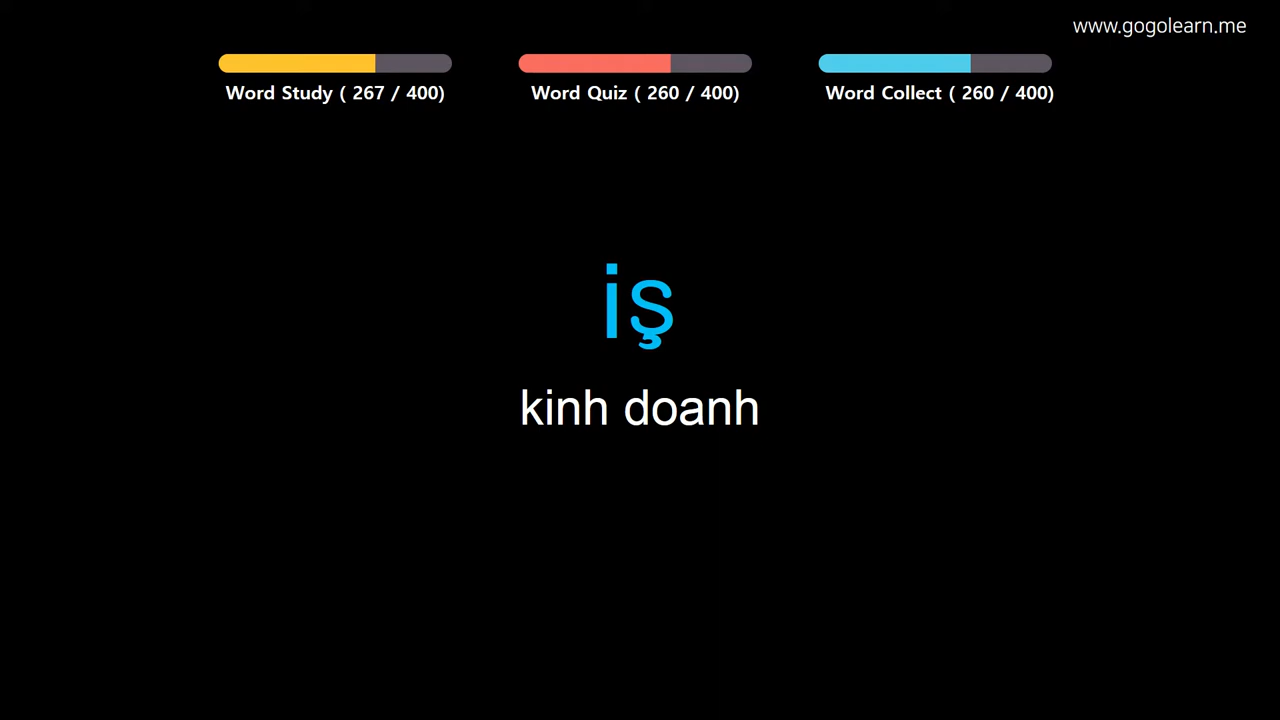 www.gogolearn.me
Word Study ( 267 / 400)
Word Quiz ( 260 / 400)
Word Collect ( 260 / 400)
iş
kinh doanh